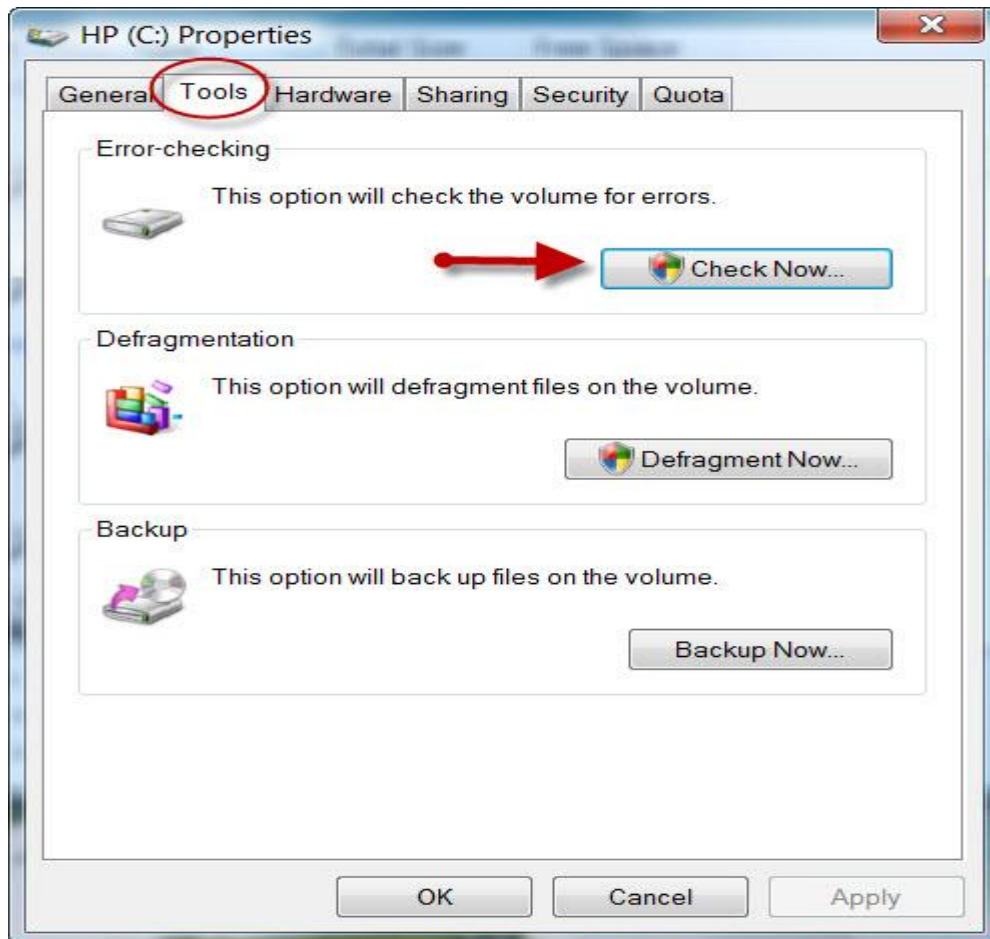 HP (C:) Properties
General Tools Hardware Sharing Security Quota
Error-checking
This option will check the volume for errors.
Check Now...
Defragmentation
This option will defragment files on the volume.
Defragment Now...
Backup
This option will back up files on the volume.
Backup Now...
OK Cancel Apply